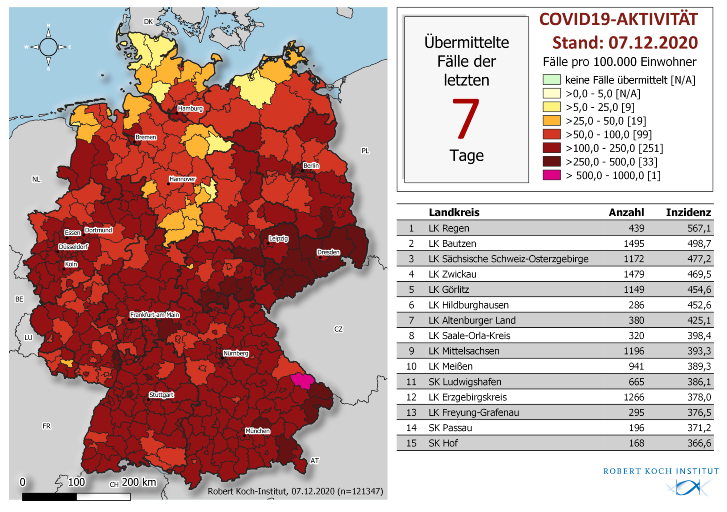 DK
Hamburg
Bremen
Berlin
PL
NL
Hannover
Essen
Dortmund
Düsseldorf
Leipzig
Dresden
Köln
BE
Frankfurt am Main
CZ
LU
Nürnberg
Stuttgart
FR
München
AT
CH
0 100 200 km
Robert Koch-Institut, 07.12.2020 (n=121347)
Übermittelte
Fälle der
letzten
7
Tage
COVID19-AKTIVITÄT
Stand: 07.12.2020
Fälle pro 100.000 Einwohner
keine Fälle übermittelt [N/A]
>0,0 - 5,0 [N/A]
>5,0 - 25,0 [9]
>25,0 - 50,0 [19]
>50,0 - 100,0 [99]
>100,0 - 250,0 [251]
>250,0 - 500,0 [33]
> 500,0 - 1000,0 [1]
Landkreis Anzahl Inzidenz
1 LK Regen 439 567,1
2 LK Bautzen 1495 498,7
3 LK Sächsische Schweiz-Osterzgebirge 1172 477,2
4 LK Zwickau 1479 469,5
5 LK Görlitz 1149 454,6
6 LK Hildburghausen 286 452,6
7 LK Altenburger Land 380 425,1
8 LK Saale-Orla-Kreis 320 398,4
9 LK Mittelsachsen 1196 393,3
10 LK Meißen 941 389,3
11 SK Ludwigshafen 665 386,1
12 LK Erzgebirgskreis 1266 378,0
13 LK Freyung-Grafenau 295 376,5
14 SK Passau 196 371,2
15 SK Hof 168 366,6
ROBERT KOCH INSTITUT